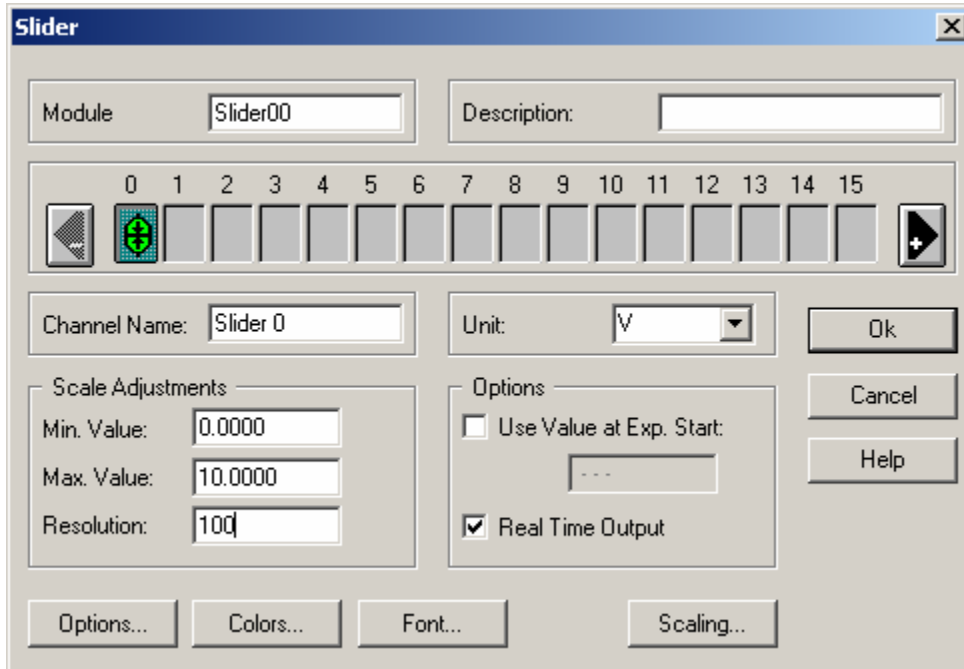 Slider
Module Slider00 Description:
0 1 2 3 4 5 6 7 8 9 10 11 12 13 14 15
- +
Channel Name: Slider 0 Unit: V
Ok
Scale Adjustments Options
Cancel
Min. Value: 0.0000 Use Value at Exp. Start:
Max. Value: 10.0000 - - -
Help
Resolution: 100 Real Time Output
Options... Colors... Font... Scaling...